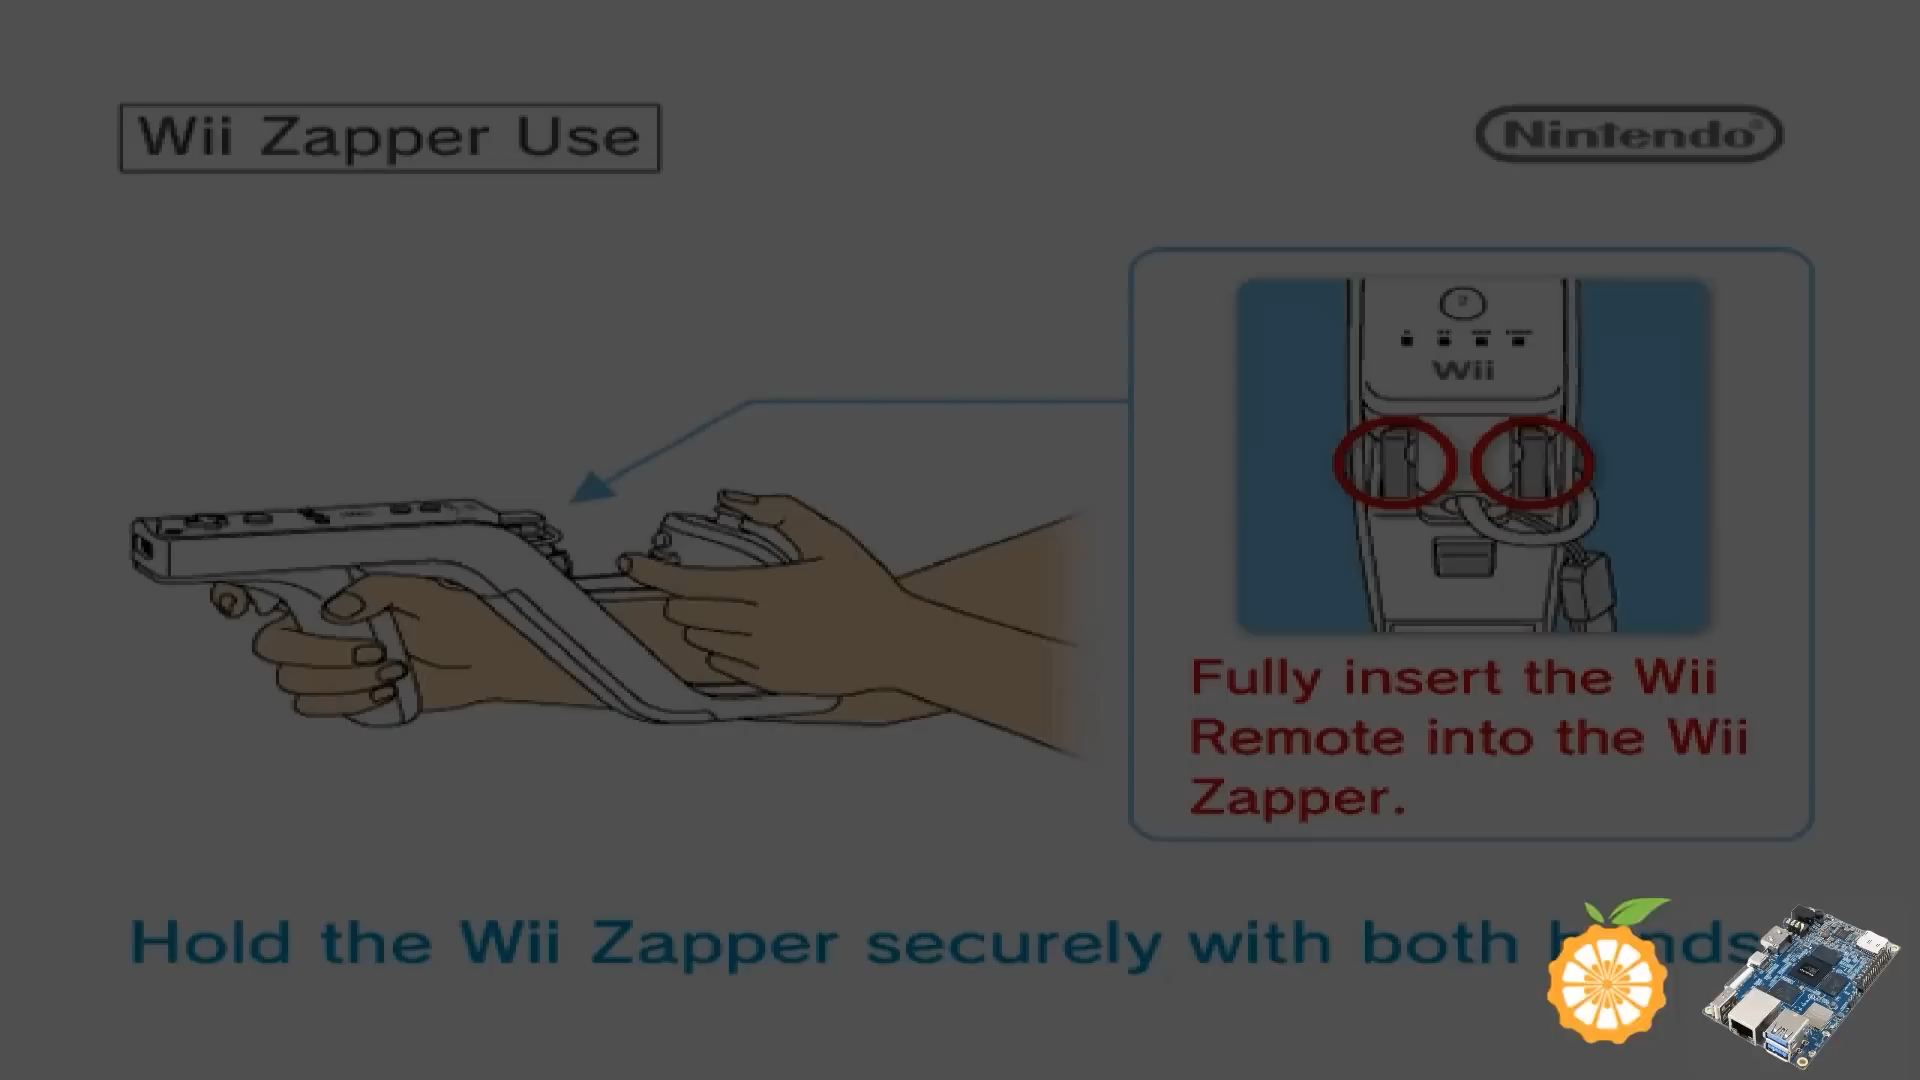 Wii Zapper Use
Nintendo®
2
Wii
Fully insert the Wii
Remote into the Wii
Zapper.
Hold the Wii Zapper securely with both